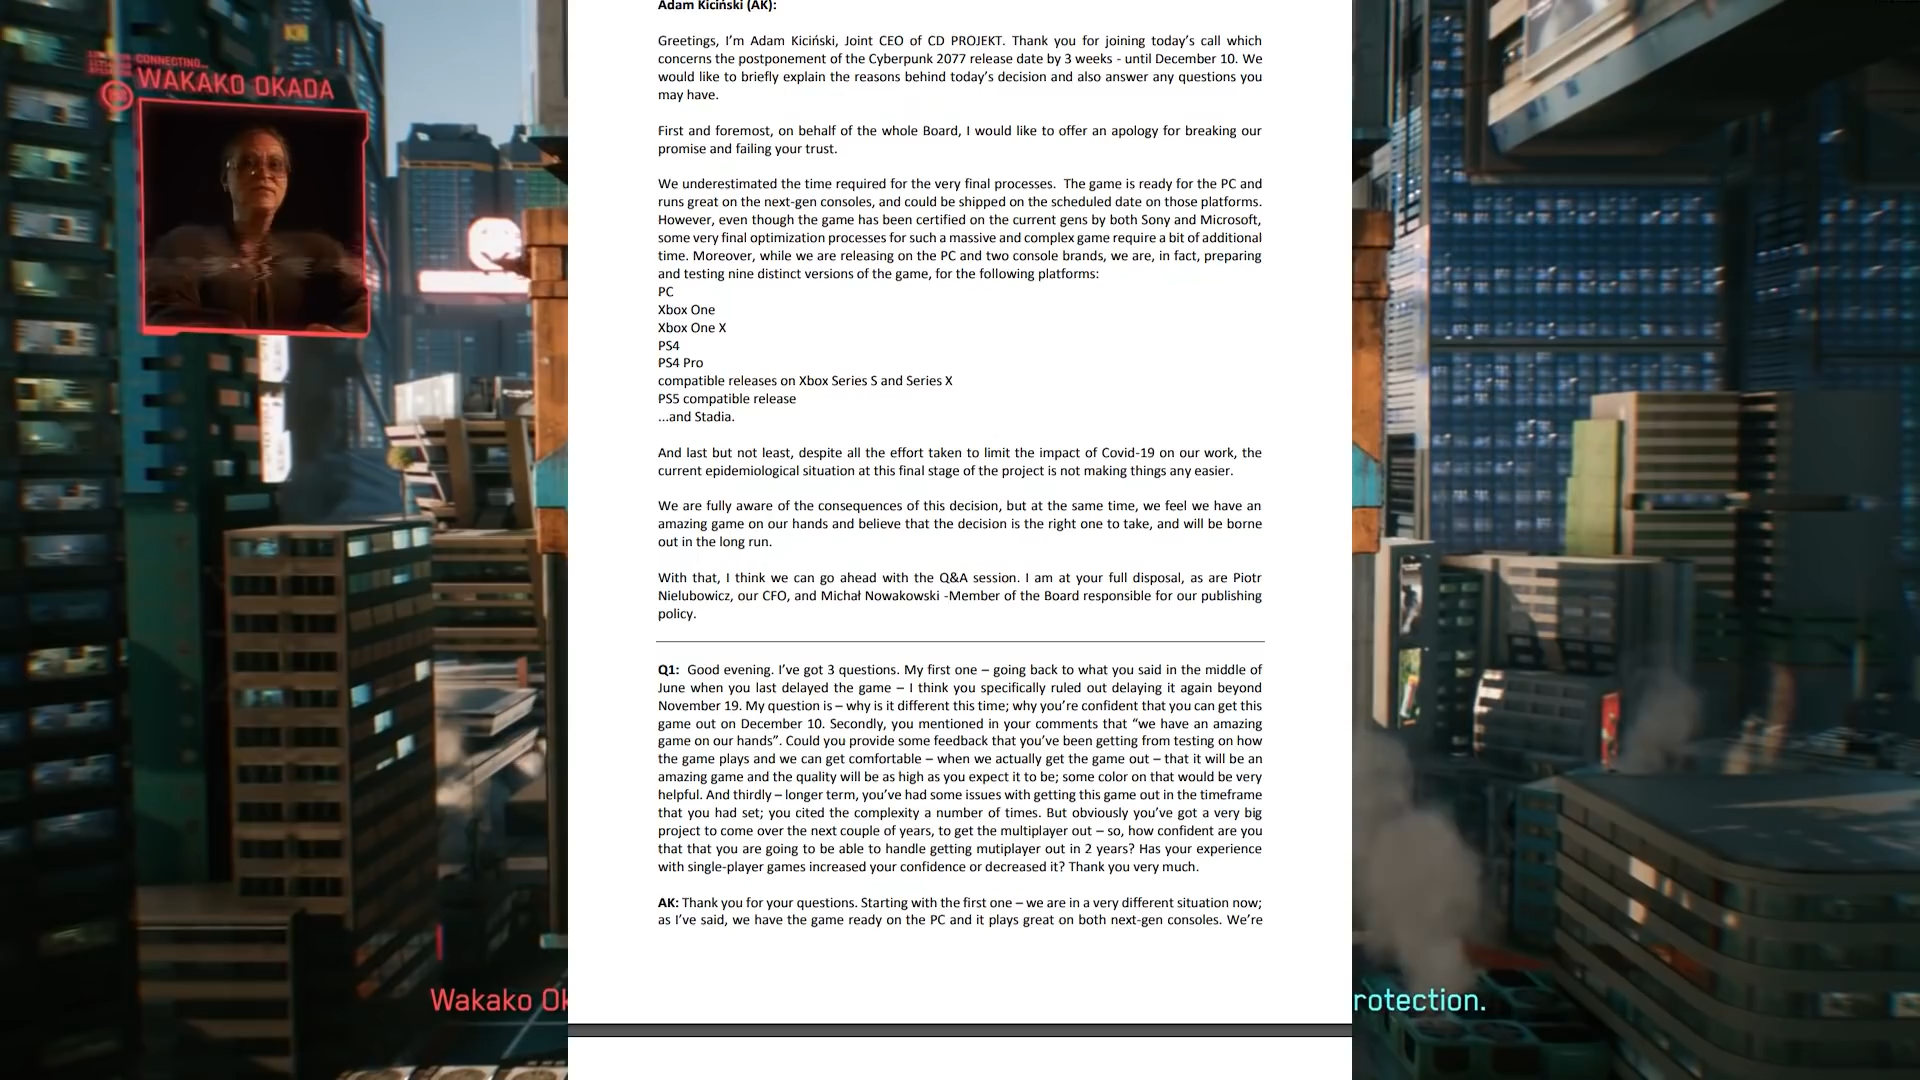 CONNECTING...
WAKAKO OKADA
Adam Kiciński (AK):
Greetings, I'm Adam Kiciński, Joint CEO of CD PROJEKT. Thank you for joining today's call which
concerns the postponement of the Cyberpunk 2077 release date by 3 weeks - until December 10. We
would like to briefly explain the reasons behind today's decision and also answer any questions you
may have.
First and foremost, on behalf of the whole Board, I would like to offer an apology for breaking our
promise and failing your trust.
We underestimated the time required for the very final processes. The game is ready for the PC and
runs great on the next-gen consoles, and could be shipped on the scheduled date on those platforms.
However, even though the game has been certified on the current gens by both Sony and Microsoft,
some very final optimization processes for such a massive and complex game require a bit of additional
time. Moreover, while we are releasing on the PC and two console brands, we are, in fact, preparing
and testing nine distinct versions of the game, for the following platforms:
PC
Xbox One
Xbox One X
PS4
PS4 Pro
compatible releases on Xbox Series S and Series X
PS5 compatible release
...and Stadia.
And last but not least, despite all the effort taken to limit the impact of Covid-19 on our work, the
current epidemiological situation at this final stage of the project is not making things any easier.
We are fully aware of the consequences of this decision, but at the same time, we feel we have an
amazing game on our hands and believe that the decision is the right one to take, and will be borne
out in the long run.
With that, I think we can go ahead with the Q&A session. I am at your full disposal, as are Piotr
Nielubowicz, our CFO, and Michał Nowakowski -Member of the Board responsible for our publishing
policy.
Q1: Good evening. I've got 3 questions. My first one – going back to what you said in the middle of
June when you last delayed the game – I think you specifically ruled out delaying it again beyond
November 19. My question is – why is it different this time; why you're confident that you can get this
game out on December 10. Secondly, you mentioned in your comments that “we have an amazing
game on our hands”. Could you provide some feedback that you've been getting from testing on how
the game plays and we can get comfortable – when we actually get the game out – that it will be an
amazing game and the quality will be as high as you expect it to be; some color on that would be very
helpful. And thirdly – longer term, you've had some issues with getting this game out in the timeframe
that you had set; you cited the complexity a number of times. But obviously you've got a very big
project to come over the next couple of years, to get the multiplayer out – so, how confident are you
that that you are going to be able to handle getting mutiplayer out in 2 years? Has your experience
with single-player games increased your confidence or decreased it? Thank you very much.
AK: Thank you for your questions. Starting with the first one – we are in a very different situation now;
as I've said, we have the game ready on the PC and it plays great on both next-gen consoles. We're
Wakako Ok
rotection.